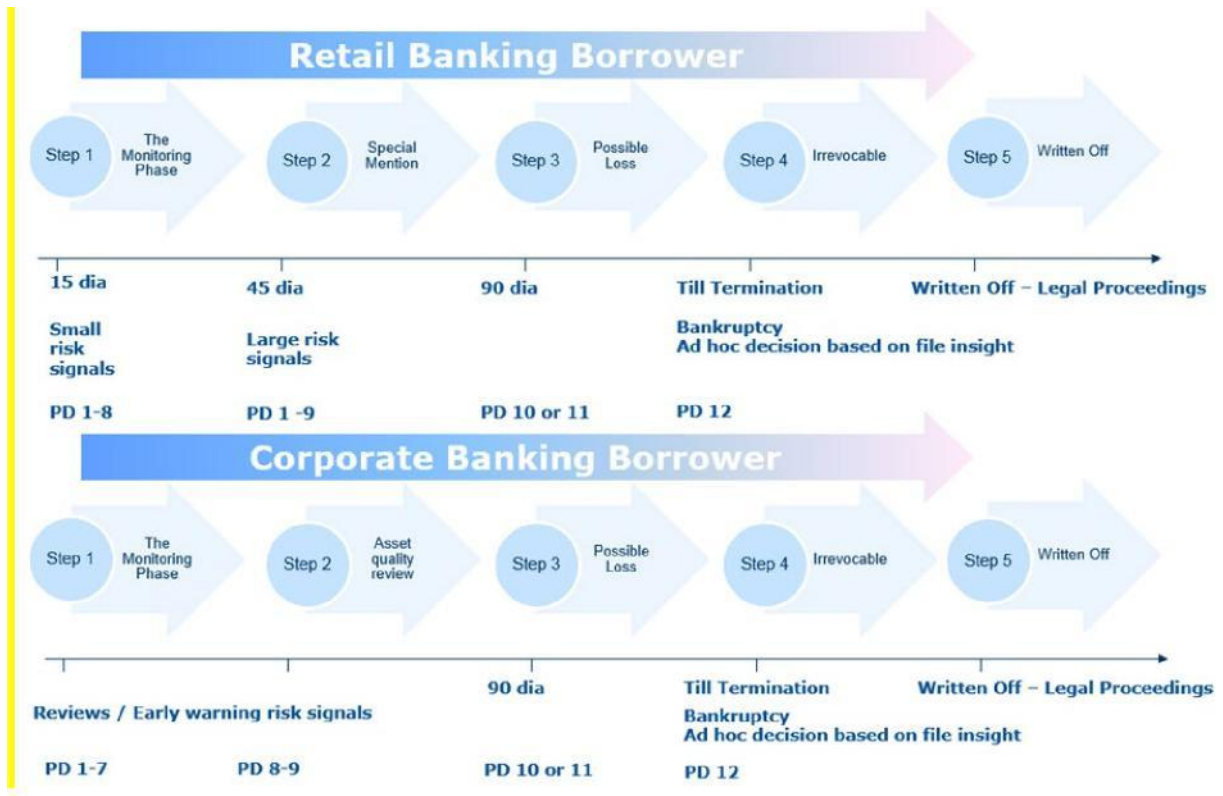 Retail Banking Borrower
Step 1
The
Monitoring
Phase
Step 2
Special
Mention
Step 3
Possible
Loss
Step 4
Irrevocable
Step 5
Written Off
15 dia
45 dia
90 dia
Till Termination
Written Off – Legal Proceedings
Small
risk
signals
Large risk
signals
Bankruptcy
Ad hoc decision based on file insight
PD 1-8
PD 1 -9
PD 10 or 11
PD 12
Corporate Banking Borrower
Step 1
The
Monitoring
Phase
Step 2
Asset
quality
review
Step 3
Possible
Loss
Step 4
Irrevocable
Step 5
Written Off
90 dia
Till Termination
Written Off – Legal Proceedings
Reviews / Early warning risk signals
Bankruptcy
Ad hoc decision based on file insight
PD 1-7
PD 8-9
PD 10 or 11
PD 12